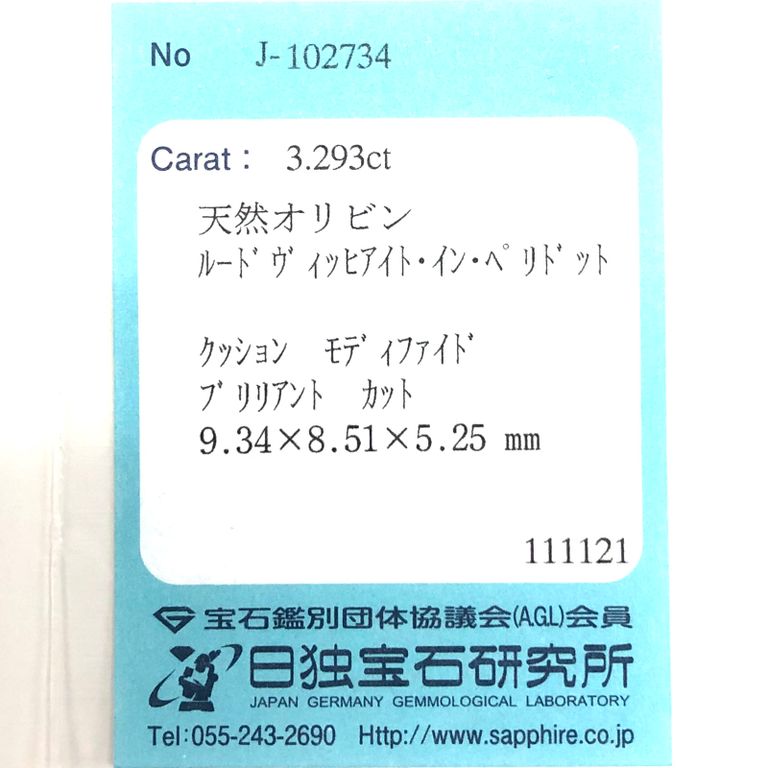 No J-102734
Carat： 3.293ct
天然オリビン
ﾙｰﾄﾞｳﾞｨｯﾋｱｲﾄ･ｲﾝ･ﾍﾟﾘﾄﾞｯﾄ
ｸｯｼｮﾝ ﾓﾃﾞｨﾌｧｲﾄﾞ
ﾌﾞﾘﾘｱﾝﾄ ｶｯﾄ
9.34×8.51×5.25 mm
111121
宝石鑑別団体協議会(AGL)会員
日独宝石研究所
JAPAN GERMANY GEMMOLOGICAL LABORATORY
Tel:055-243-2690 Http://www.sapphire.co.jp